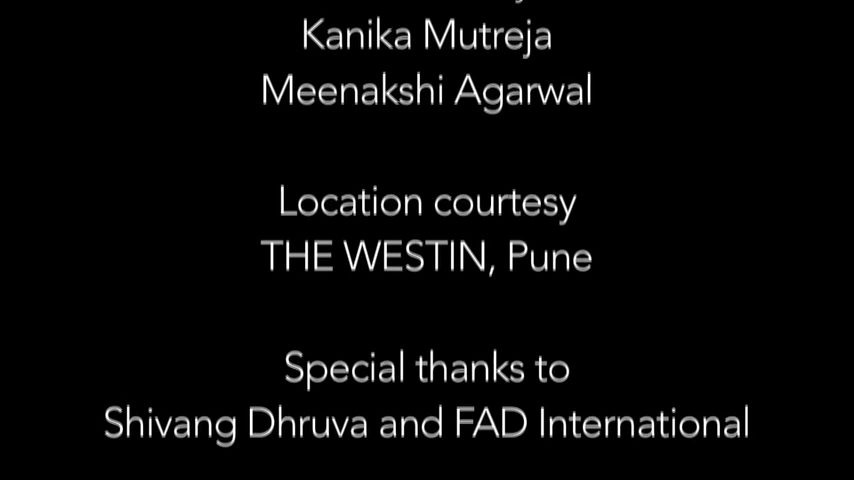 Kanika Mutreja
Meenakshi Agarwal
Location courtesy
THE WESTIN, Pune
Special thanks to
Shivang Dhruva and FAD International